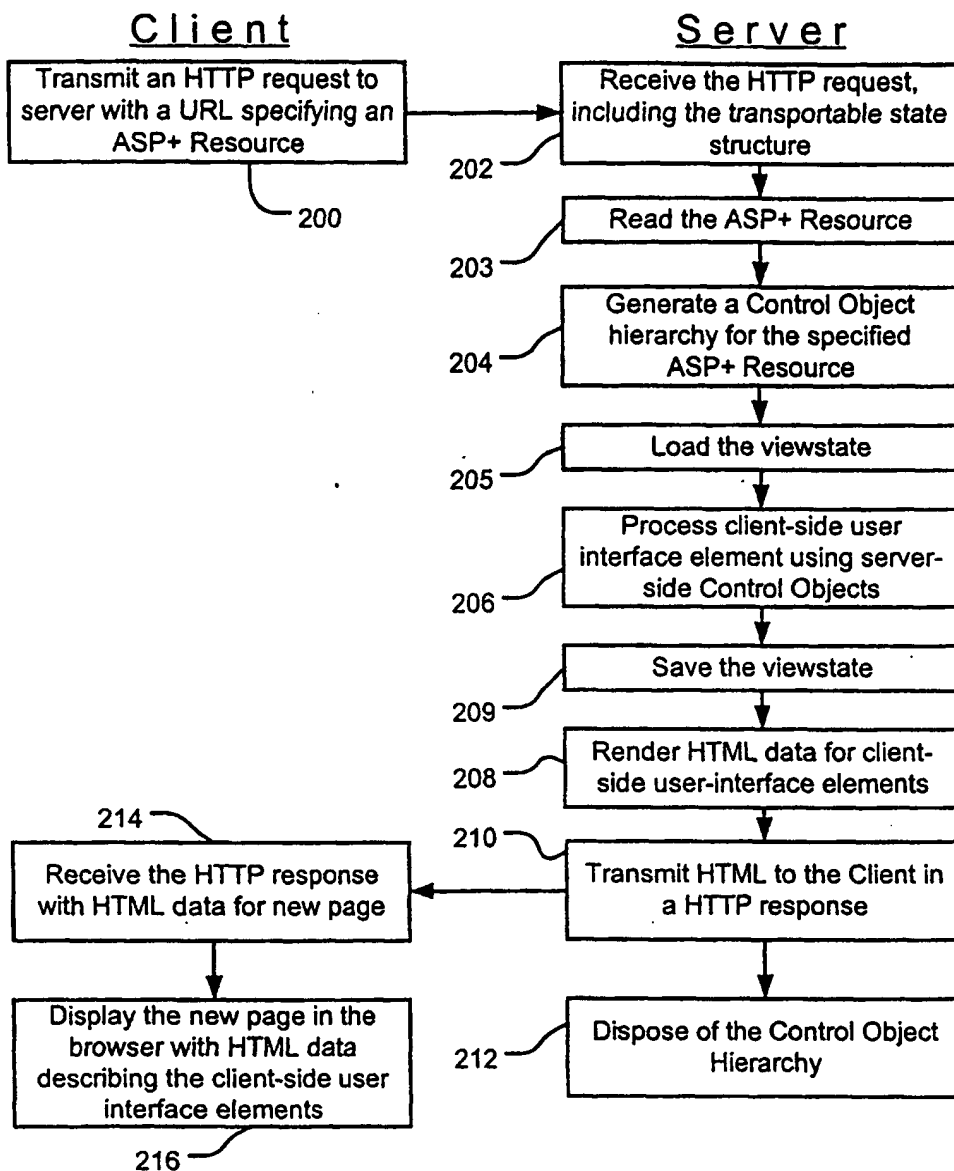 Client
Transmit an HTTP request to
server with a URL specifying an
ASP+ Resource
200
Server
Receive the HTTP request,
including the transportable state
structure
202
Read the ASP+ Resource
203
Generate a Control Object
hierarchy for the specified
ASP+ Resource
204
Load the viewstate
205
Process client-side user
interface element using server-
side Control Objects
206
Save the viewstate
209
Render HTML data for client-
side user-interface elements
208
210
Transmit HTML to the Client in
a HTTP response
214
Receive the HTTP response
with HTML data for new page
Display the new page in the
browser with HTML data
describing the client-side user
interface elements
216
Dispose of the Control Object
Hierarchy
212